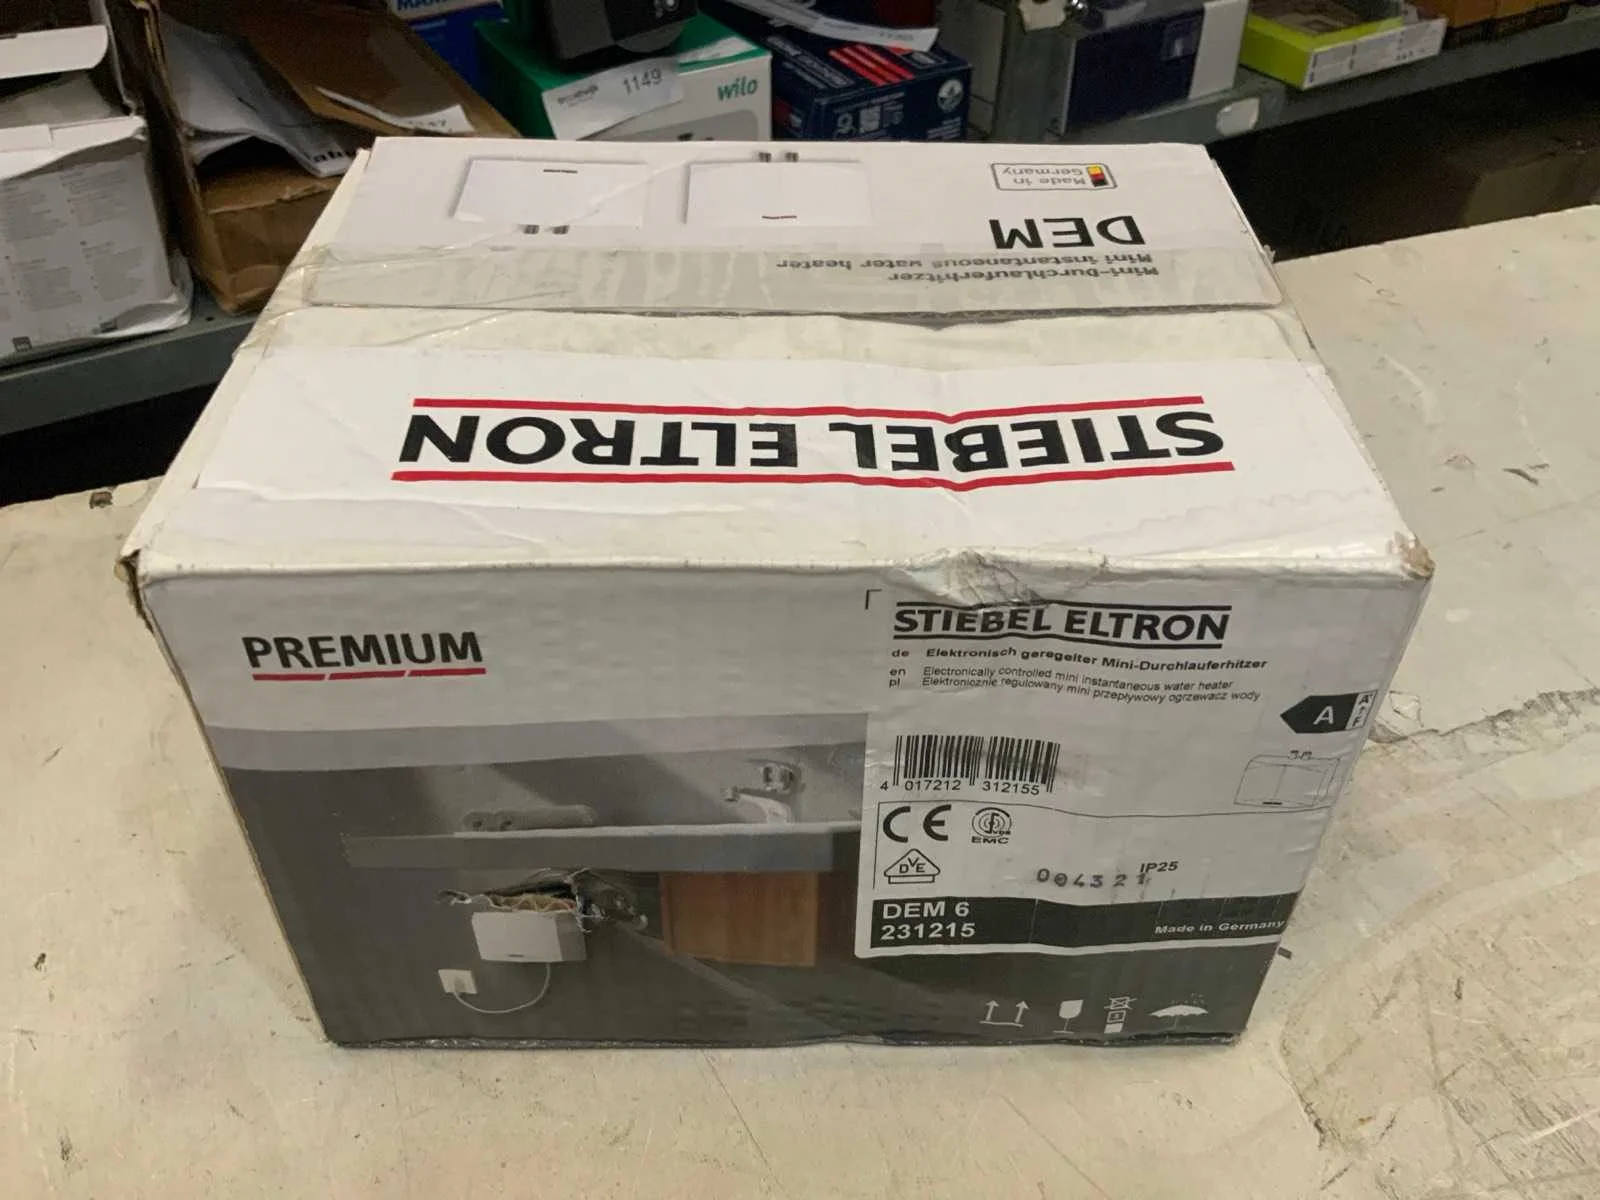 1149
wilo
Made in
Germany
DEM
Mini-Durchlauferhitzer
Mini instantaneous water heater
STIEBEL ELTRON
PREMIUM
STIEBEL ELTRON
de Elektronisch geregelter Mini-Durchlauferhitzer
en Electronically controlled mini instantaneous water heater
pl Elektronicznie regulowany mini przepływowy ogrzewacz wody
A
4 017212 312155
CE
EMC
DVE
IP25
004321
DEM 6
231215
Made in Germany